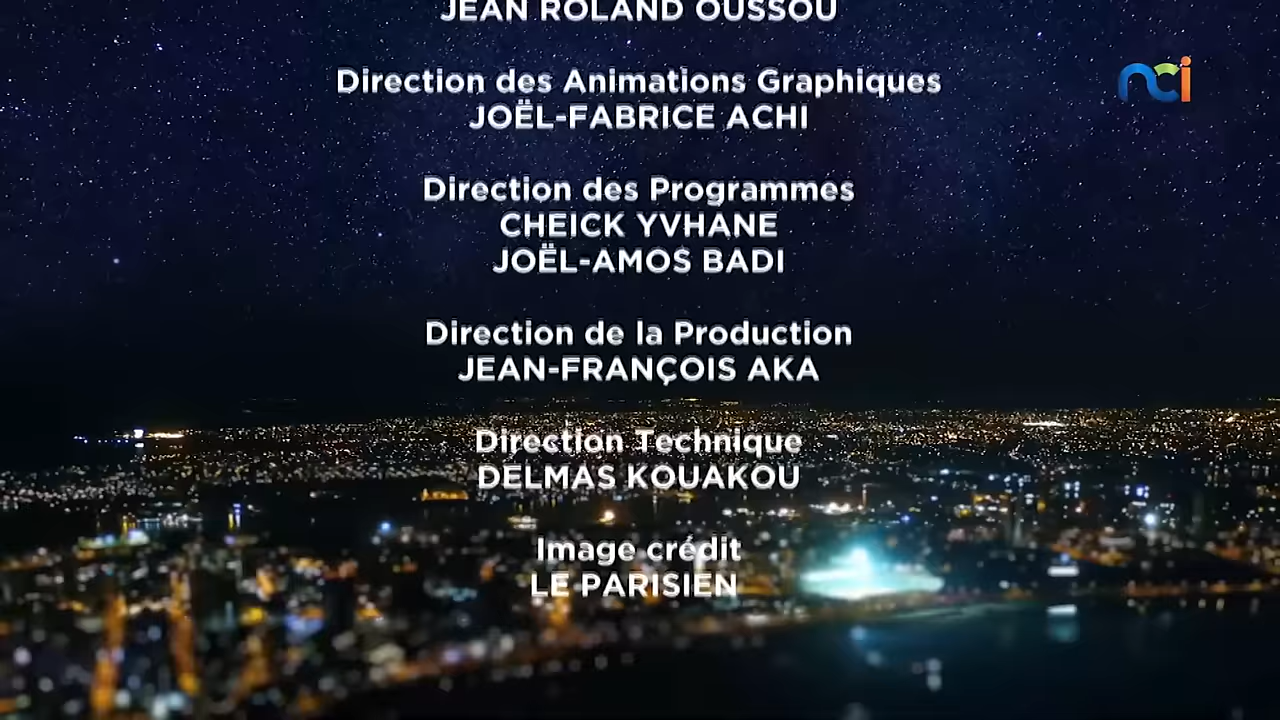 JEAN ROLAND OUSSOU
nci
Direction des Animations Graphiques
JOËL-FABRICE ACHI
Direction des Programmes
CHEICK YVHANE
JOËL-AMOS BADI
Direction de la Production
JEAN-FRANÇOIS AKA
Direction Technique
DELMAS KOUAKOU
Image crédit
LE PARISIEN